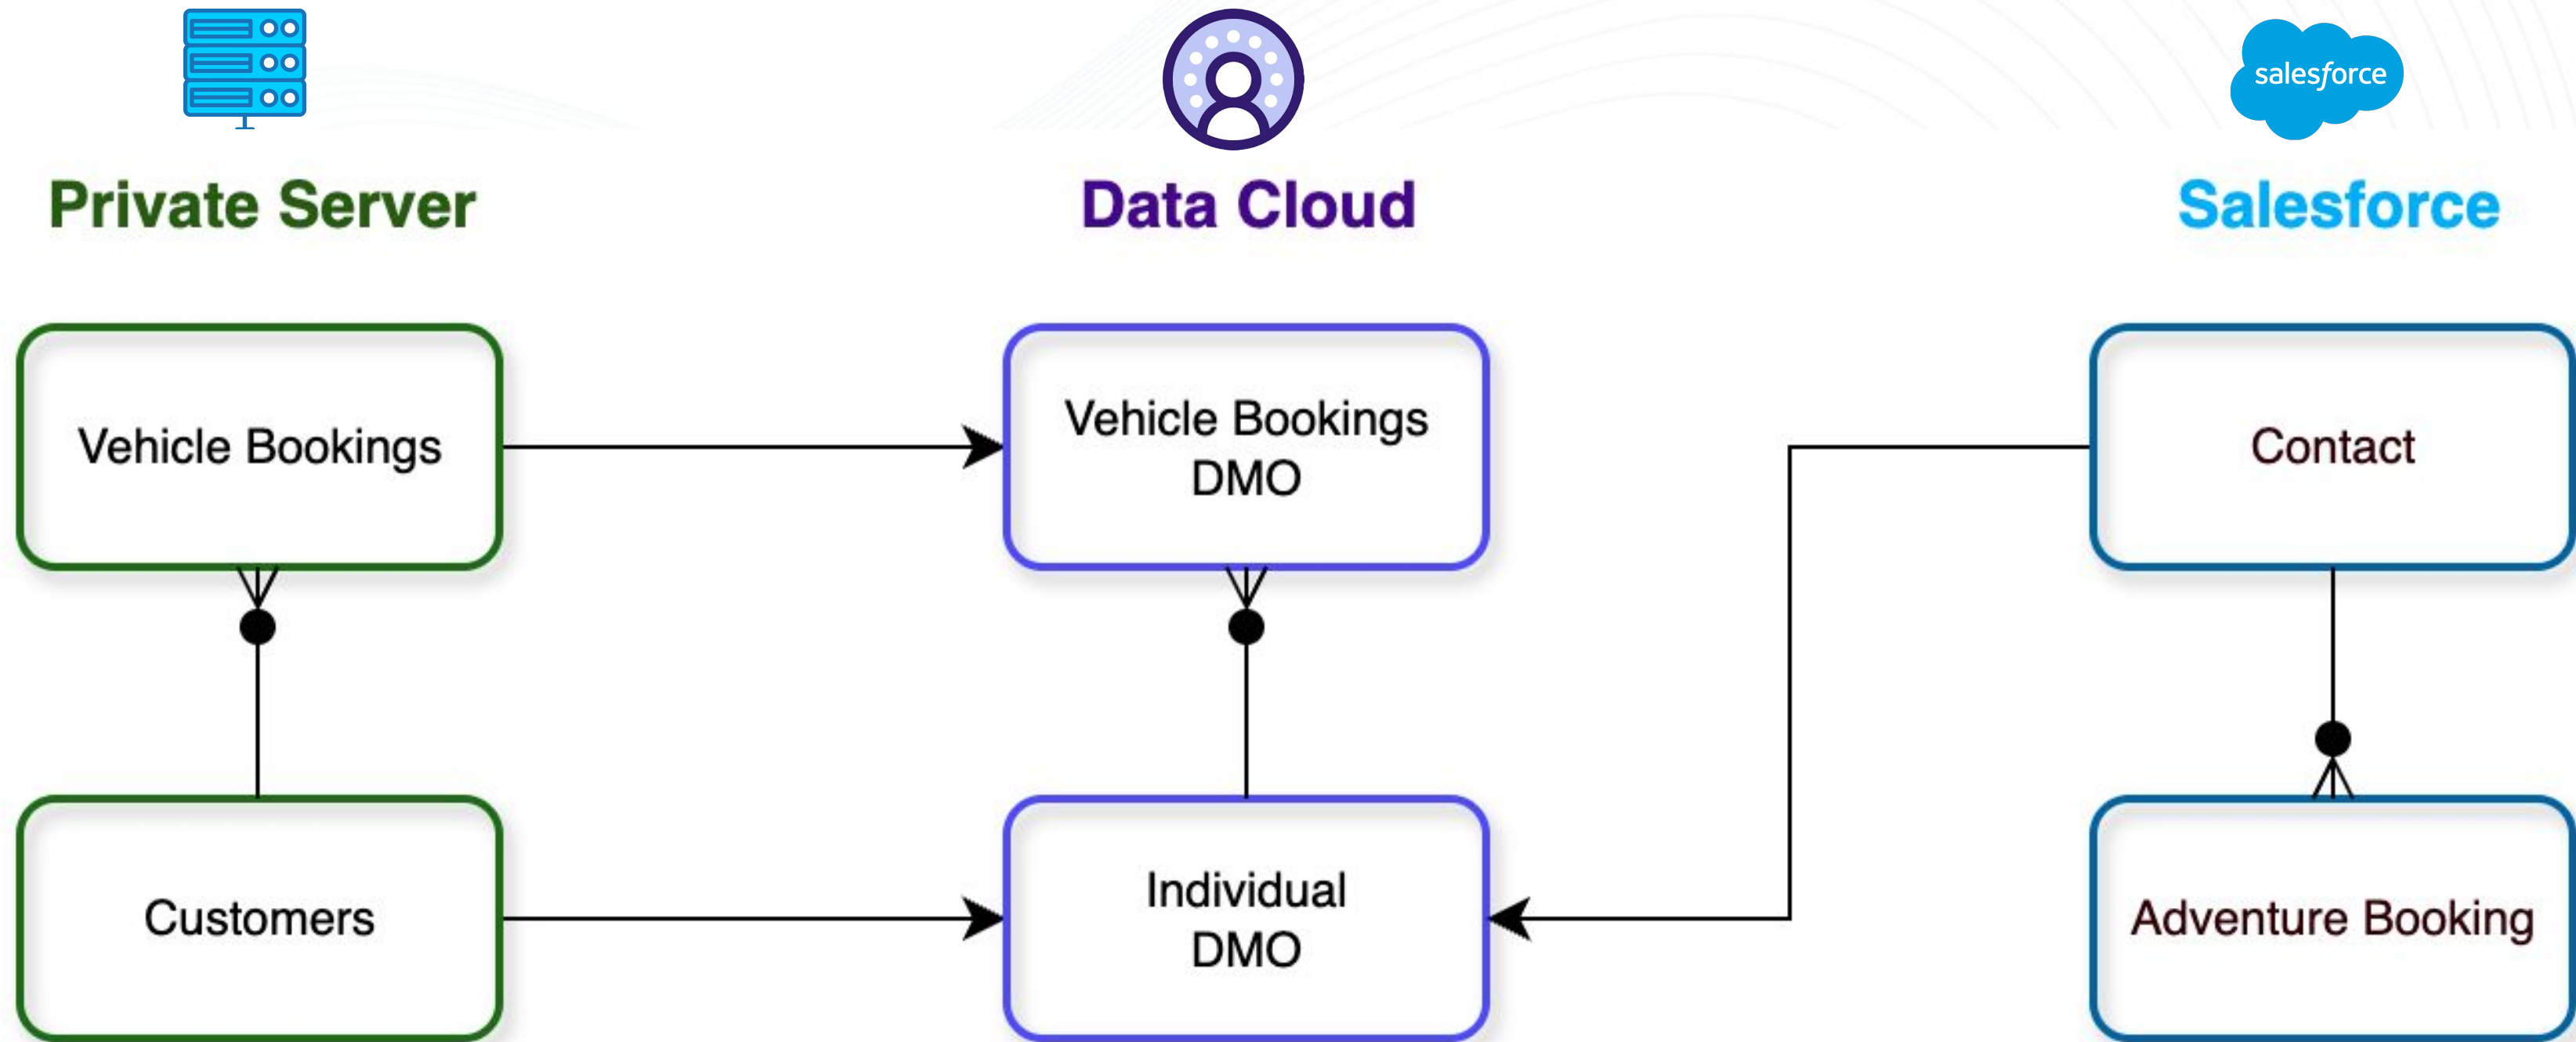 salesforce
Private Server
Data Cloud
Salesforce
Vehicle Bookings
Vehicle Bookings
DMO
Contact
Customers
Individual
DMO
Adventure Booking